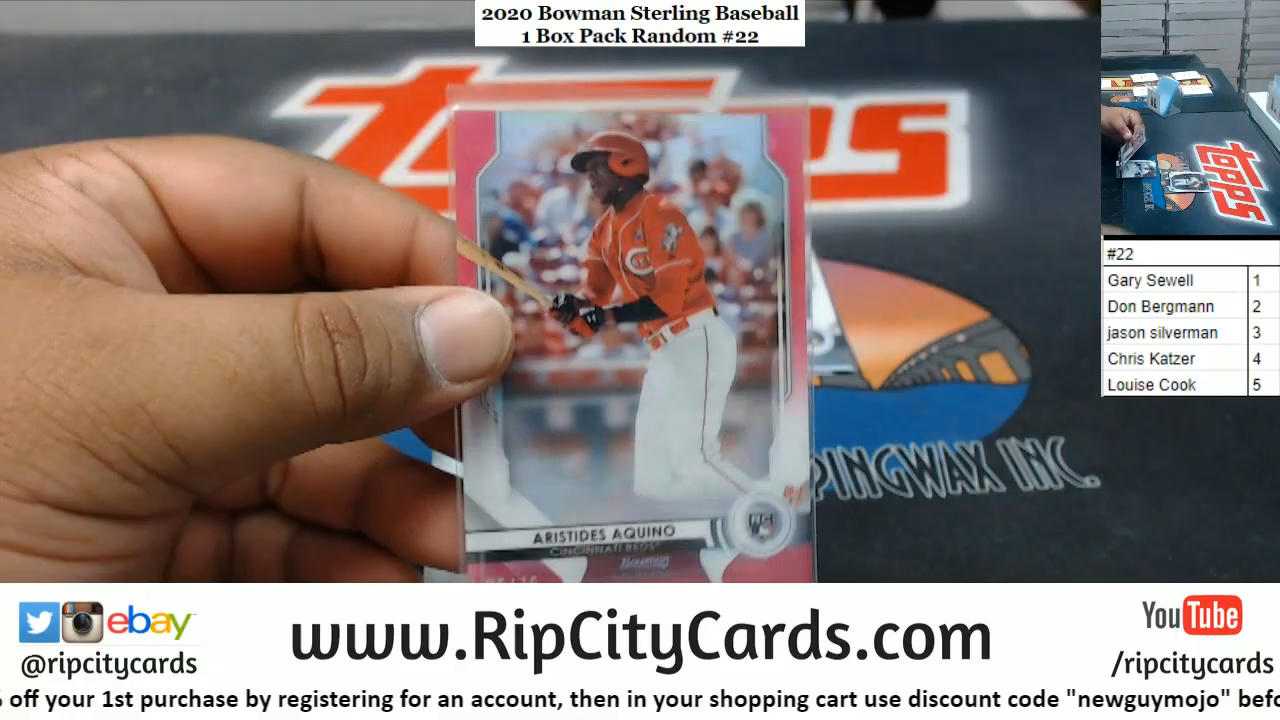 2020 Bowman Sterling Baseball
1 Box Pack Random #22
Topps
Topps
#22
Gary Sewell 1
Don Bergmann 2
jason silverman 3
Chris Katzer 4
Louise Cook 5
PINGWAX INC.
RC
ARISTIDES AQUINO
CINCINNATI REDS
Bowman
ebay
@ripcitycards
www.RipCityCards.com
YouTube
/ripcitycards
off your 1st purchase by registering for an account, then in your shopping cart use discount code "newguymojo" befo